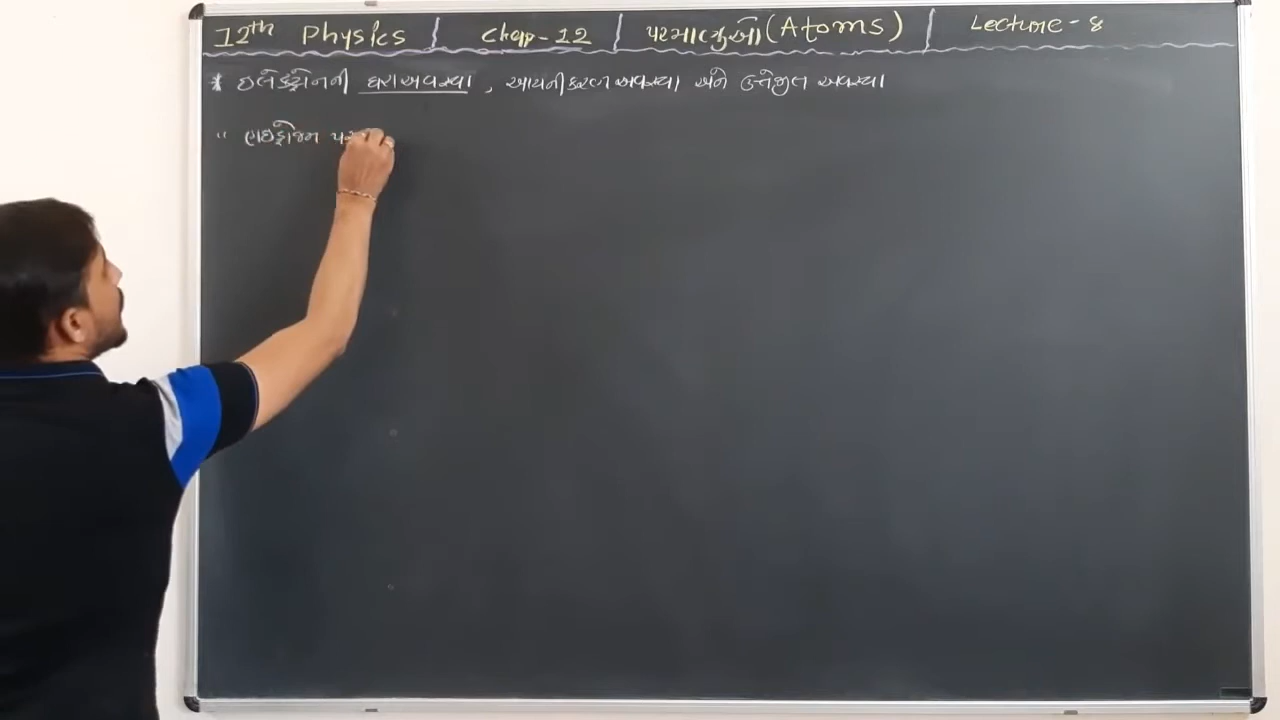 12th Physics | Chap-12 | પરમાણુઓ (Atoms) | Lecture - 8
* ઇલેક્ટ્રોનની ધરાઅવસ્થા , આયનીકરણ અવસ્થા અને ઉત્તેજીત અવસ્થા
" હાઇડ્રોજન